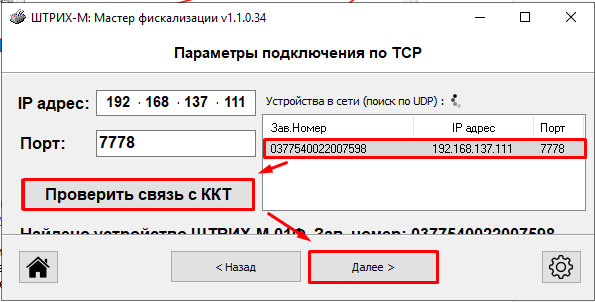 ШТРИХ-М: Мастер фискализации v1.1.0.34
Параметры подключения по TCP
IP адрес: 192 . 168 . 137 . 111
Порт: 7778
Проверить связь с ККТ
Устройства в сети (поиск по UDP) :
Зав.Номер IP адрес Порт
0377540022007598 192.168.137.111 7778
Найдено устройство ШТРИХ-М-01Ф, Зав. номер: 0377540022007598
< Назад
Далее >